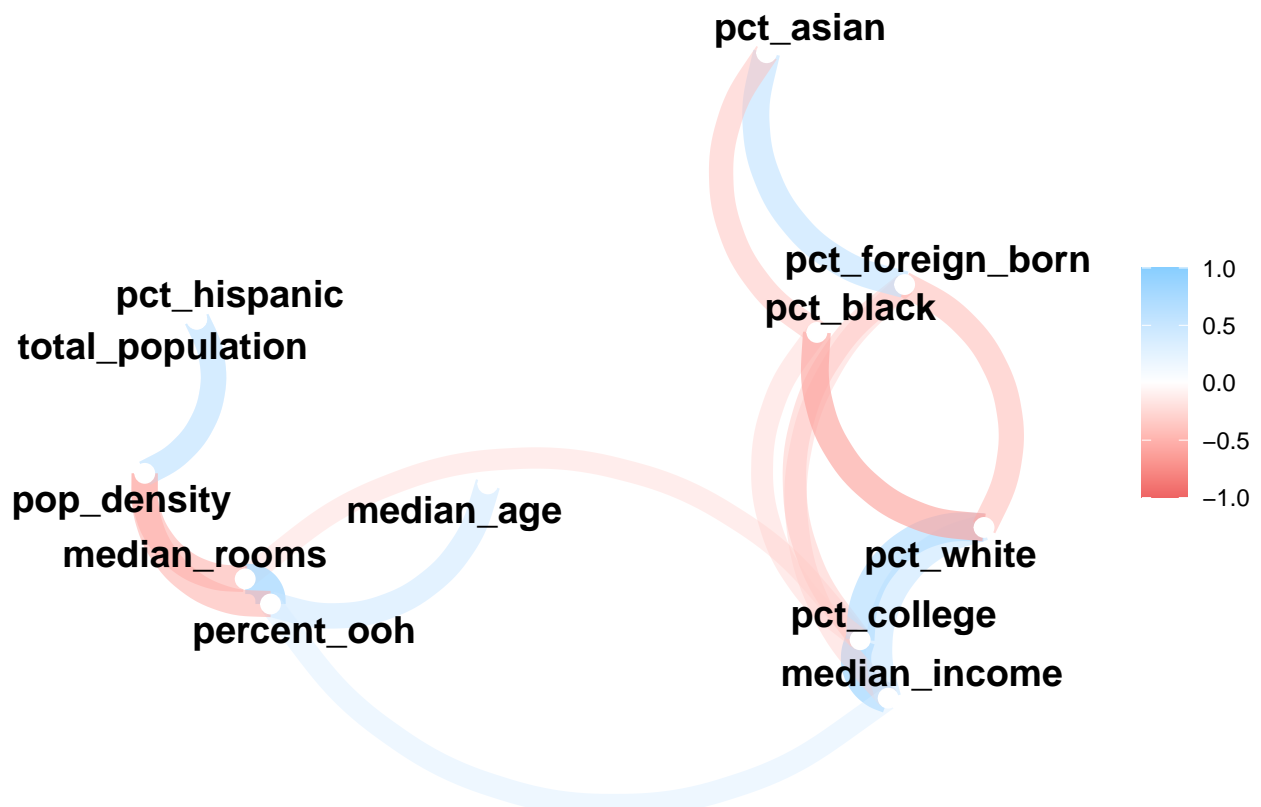 pct_asian
pct_foreign_born
pct_black
pct_hispanic
total_population
pop_density
median_age
median_rooms
pct_white
pct_college
percent_ooh
median_income
1.0
0.5
0.0
−0.5
−1.0